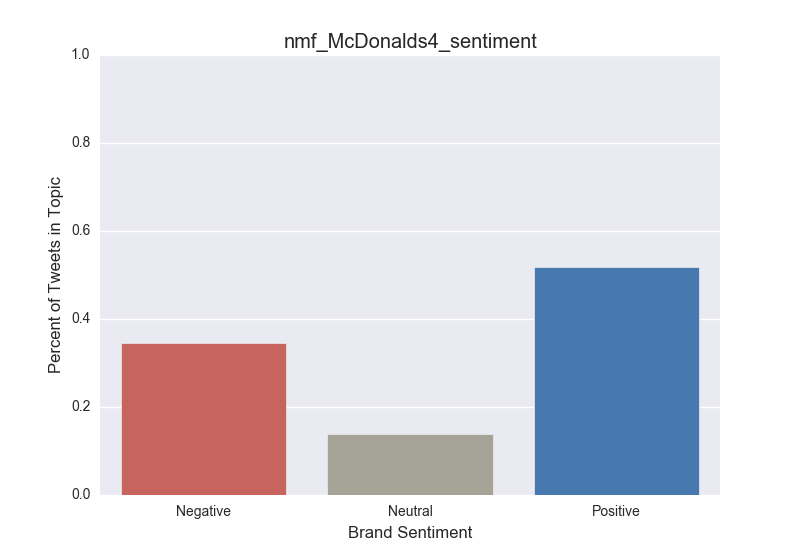 nmf_McDonalds4_sentiment
1.0
0.8
0.6
0.4
0.2
0.0
Percent of Tweets in Topic
Negative
Neutral
Positive
Brand Sentiment